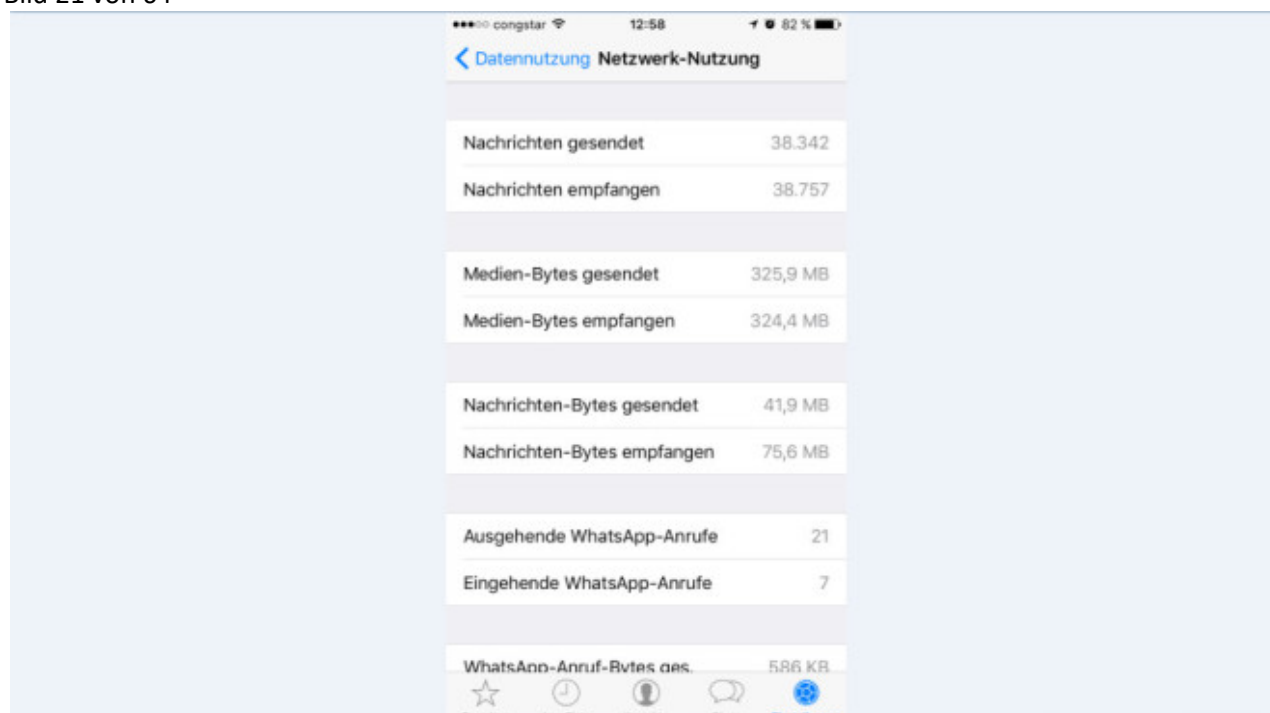 congstar 12:58 82 %
Datennutzung Netzwerk-Nutzung
Nachrichten gesendet 38.342
Nachrichten empfangen 38.757
Medien-Bytes gesendet 325,9 MB
Medien-Bytes empfangen 324,4 MB
Nachrichten-Bytes gesendet 41,9 MB
Nachrichten-Bytes empfangen 75,6 MB
Ausgehende WhatsApp-Anrufe 21
Eingehende WhatsApp-Anrufe 7
WhatsApp-Anruf-Bytes ges. 586 KB